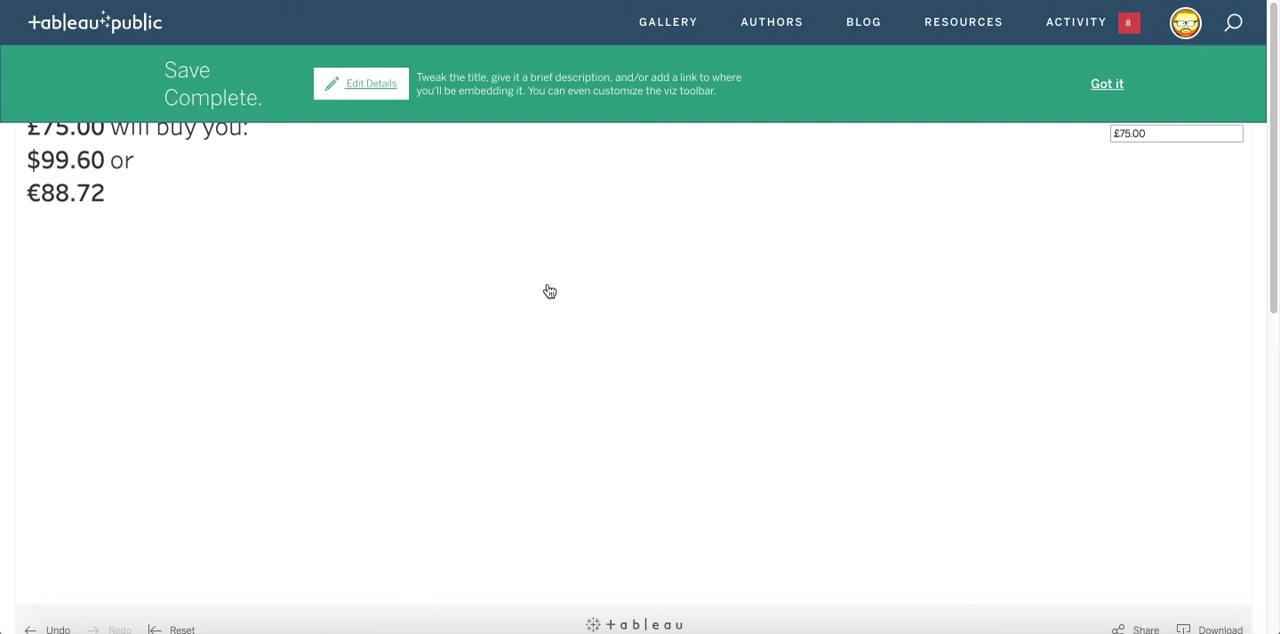 +ableau+public
GALLERY AUTHORS BLOG RESOURCES ACTIVITY 8
Save
Complete.
Edit Details
Tweak the title, give it a brief description, and/or add a link to where
you'll be embedding it. You can even customize the viz toolbar.
Got it
£75.00 will buy you:
£75.00
$99.60 or
€88.72
+ableau
Undo Redo Reset
Share Download